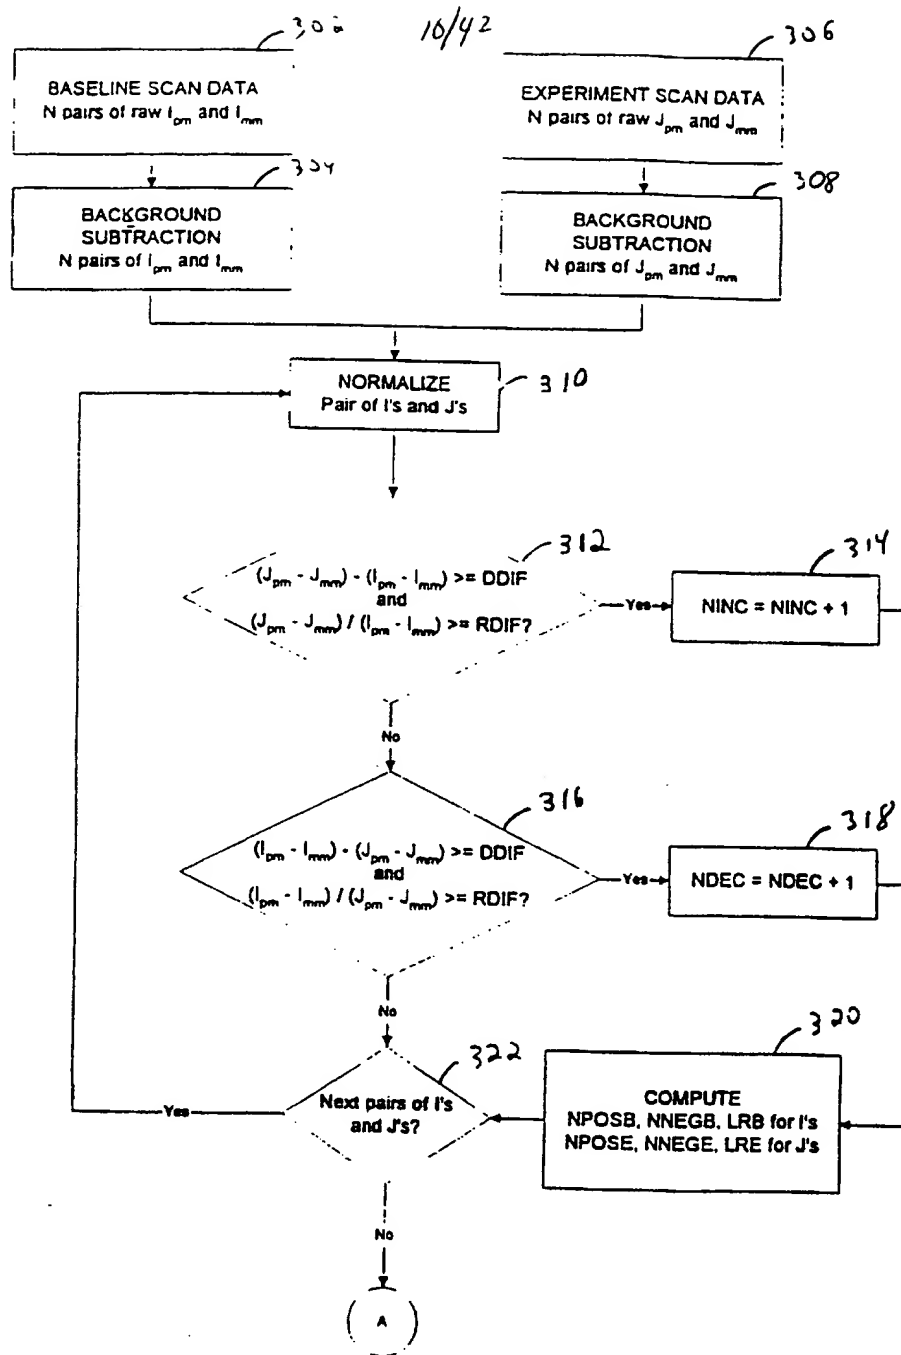 302
10/42
306
BASELINE SCAN DATA
N pairs of raw Ipm and Imm
EXPERIMENT SCAN DATA
N pairs of raw Jpm and Jmm
304
308
BACKGROUND
SUBTRACTION
N pairs of Ipm and Imm
BACKGROUND
SUBTRACTION
N pairs of Jpm and Jmm
NORMALIZE
Pair of I's and J's
310
312
(Jpm - Jmm) - (Ipm - Imm) >= DDIF
and
(Jpm - Jmm) / (Ipm - Imm) >= RDIF?
Yes
314
NINC = NINC + 1
No
316
(Ipm - Imm) - (Jpm - Jmm) >= DDIF
and
(Ipm - Imm) / (Jpm - Jmm) >= RDIF?
Yes
318
NDEC = NDEC + 1
No
322
Next pairs of I's
and J's?
Yes
320
COMPUTE
NPOSB, NNEGB, LRB for I's
NPOSE, NNEGE, LRE for J's
No
A